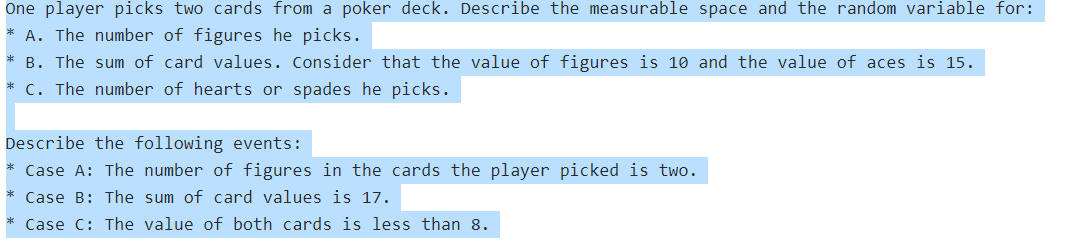 One player picks two cards from a poker deck. Describe the measurable space and the random variable for:
* A. The number of figures he picks.
* B. The sum of card values. Consider that the value of figures is 10 and the value of aces is 15.
* C. The number of hearts or spades he picks.
Describe the following events:
* Case A: The number of figures in the cards the player picked is two.
* Case B: The sum of card values is 17.
* Case C: The value of both cards is less than 8.